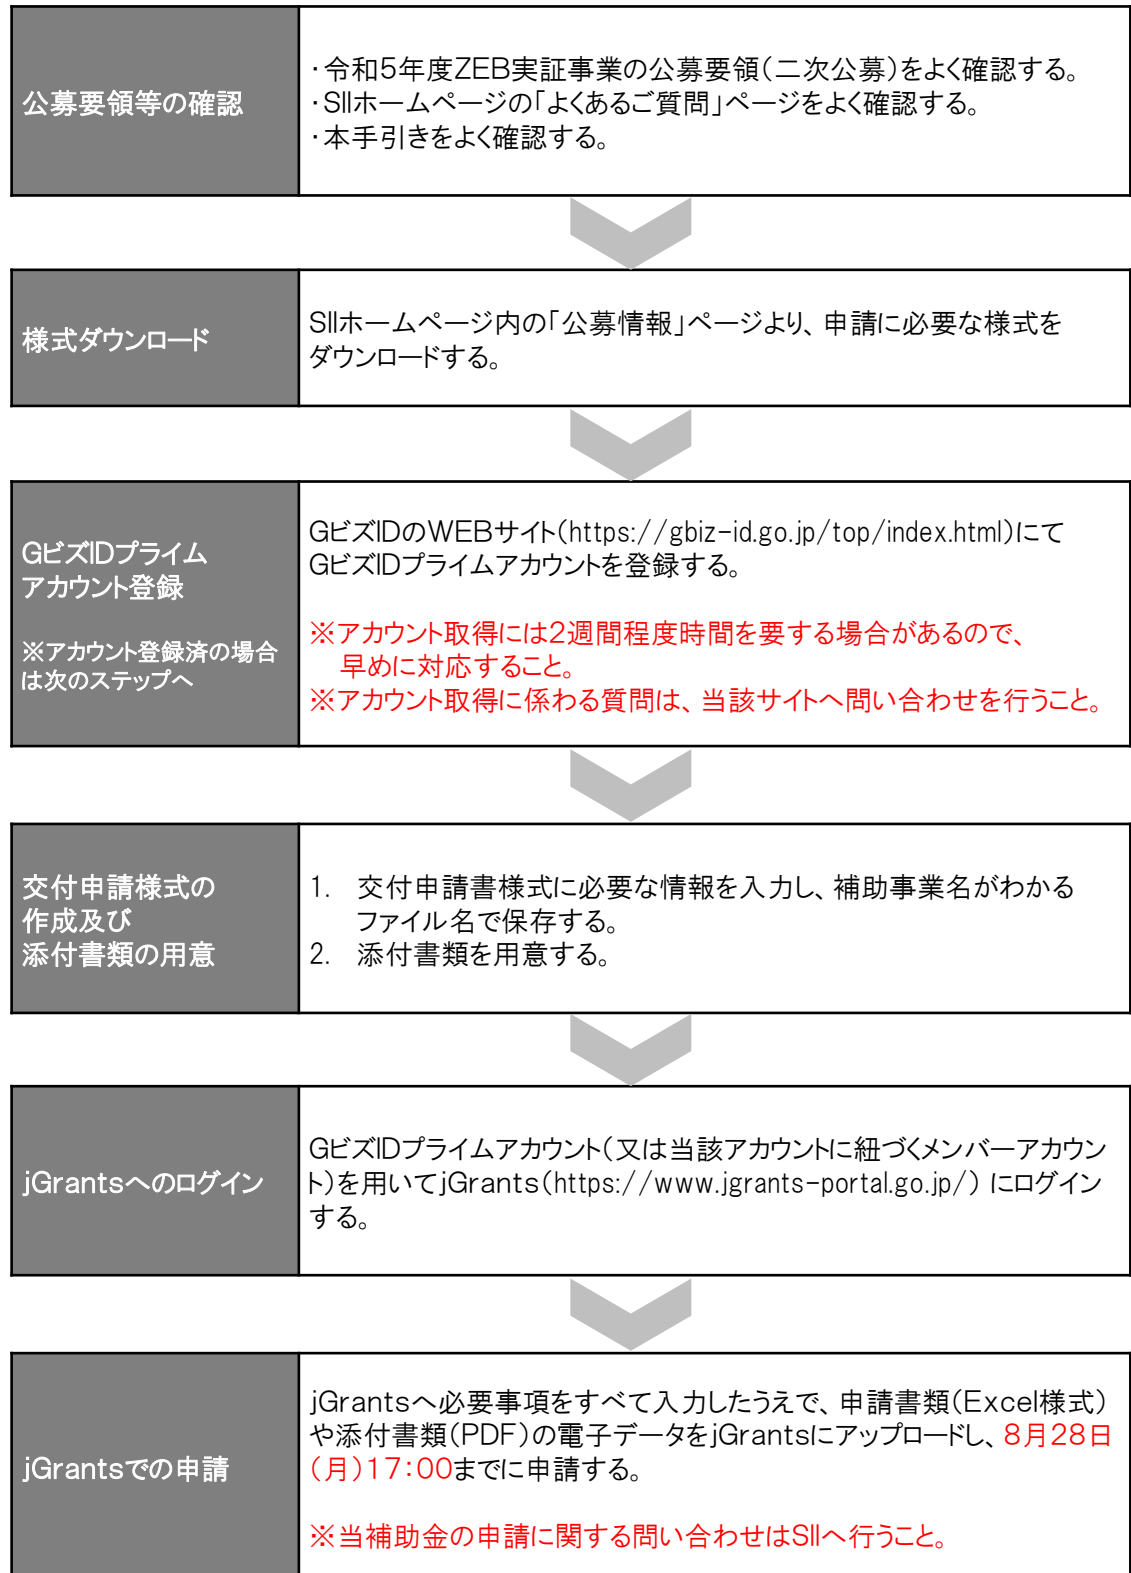 公募要領等の確認
・令和5年度ZEB実証事業の公募要領(二次公募)をよく確認する。
・SIIホームページの「よくあるご質問」ページをよく確認する。
・本手引きをよく確認する。
様式ダウンロード
SIIホームページ内の「公募情報」ページより、申請に必要な様式を
ダウンロードする。
GビズIDプライム
アカウント登録
※アカウント登録済の場合
は次のステップへ
GビズIDのWEBサイト(https://gbiz-id.go.jp/top/index.html)にて
GビズIDプライムアカウントを登録する。
※アカウント取得には2週間程度時間を要する場合があるので、
早めに対応すること。
※アカウント取得に係わる質問は、当該サイトへ問い合わせを行うこと。
交付申請様式の
作成及び
添付書類の用意
1. 交付申請書様式に必要な情報を入力し、補助事業名がわかる
ファイル名で保存する。
2. 添付書類を用意する。
jGrantsへのログイン
GビズIDプライムアカウント(又は当該アカウントに紐づくメンバーアカウン
ト)を用いてjGrants(https://www.jgrants-portal.go.jp/) にログイン
する。
jGrantsでの申請
jGrantsへ必要事項をすべて入力したうえで、申請書類(Excel様式)
や添付書類(PDF)の電子データをjGrantsにアップロードし、8月28日
(月)17:00までに申請する。
※当補助金の申請に関する問い合わせはSIIへ行うこと。